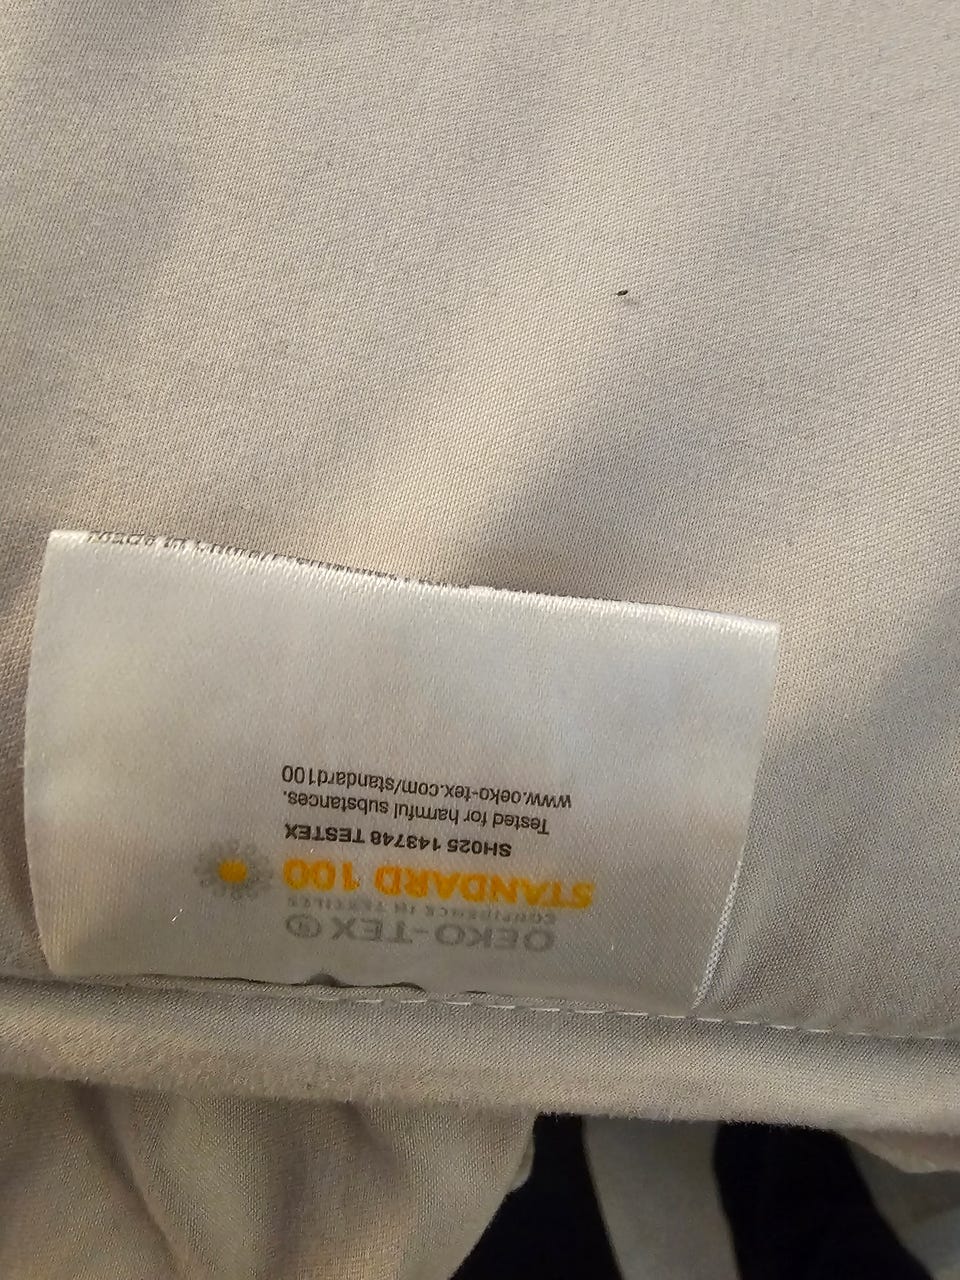 OEKO-TEX®
CONFIDENCE IN TEXTILES
STANDARD 100
SH025 143748 TESTEX
Tested for harmful substances.
www.oeko-tex.com/standard100